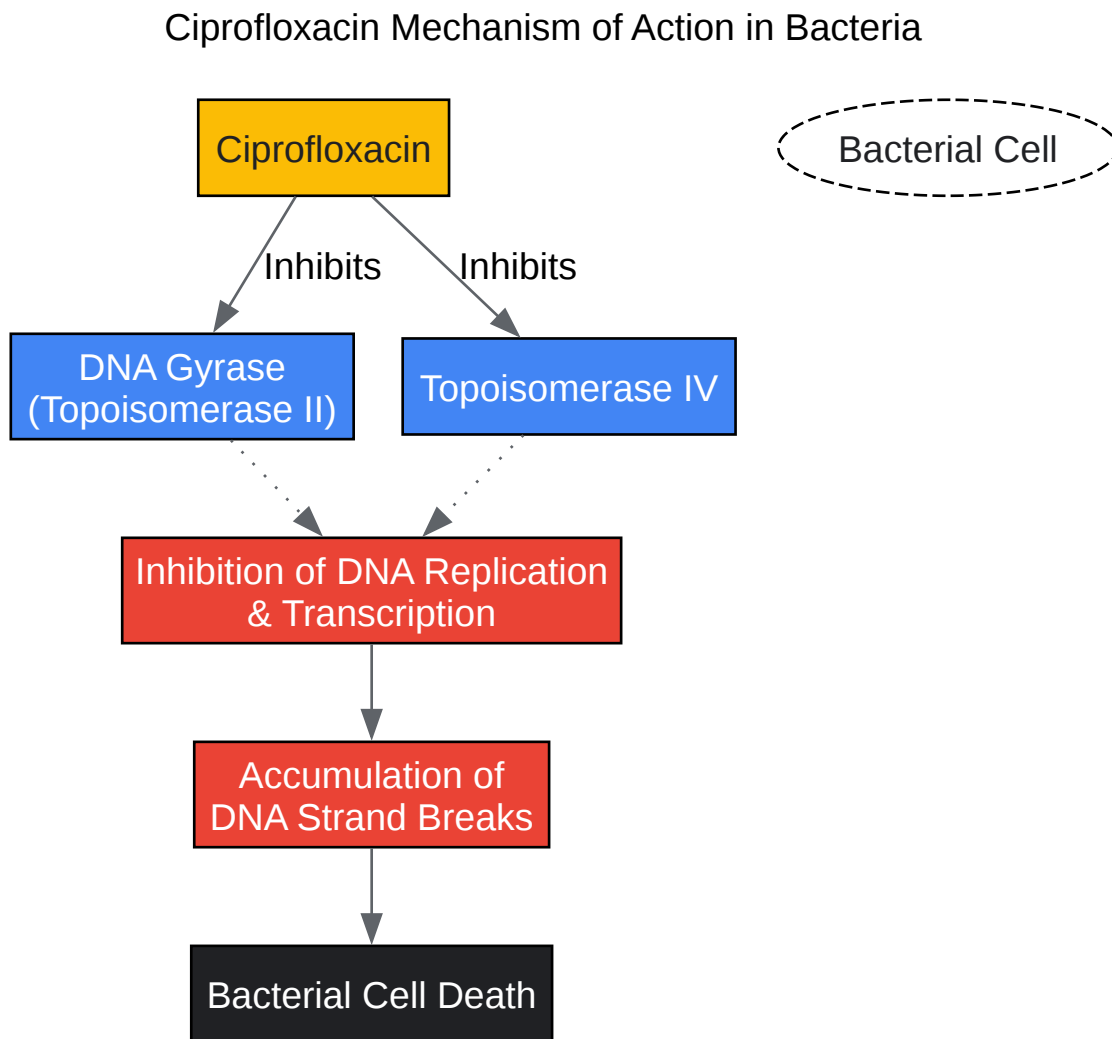 Ciprofloxacin Mechanism of Action in Bacteria
Ciprofloxacin
Bacterial Cell
Inhibits
Inhibits
DNA Gyrase
(Topoisomerase II)
Topoisomerase IV
Inhibition of DNA Replication
& Transcription
Accumulation of
DNA Strand Breaks
Bacterial Cell Death